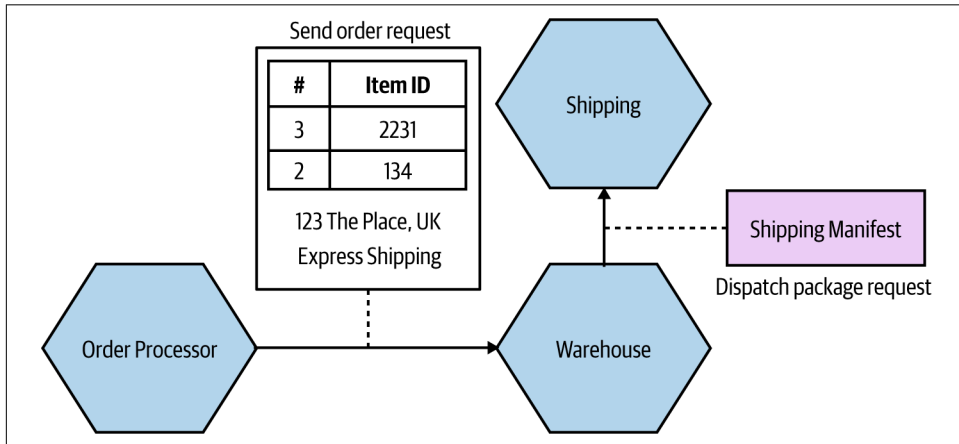 Send order request
# Item ID
3 2231
2 134
123 The Place, UK
Express Shipping
Shipping
Shipping Manifest
Dispatch package request
Order Processor
Warehouse